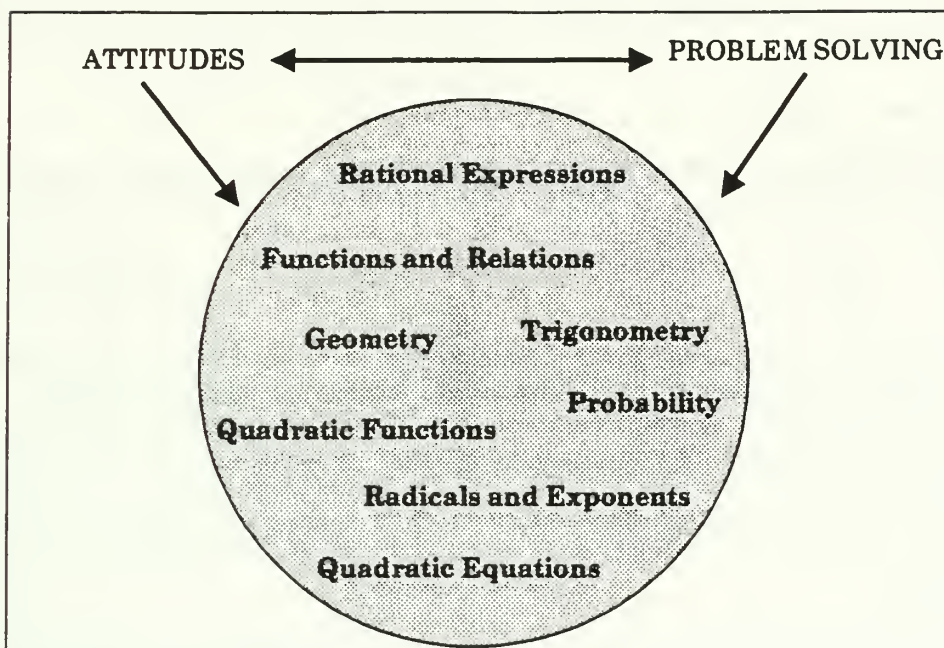 ATTITUDES PROBLEM SOLVING
Rational Expressions
Functions and Relations
Geometry Trigonometry
Probability
Quadratic Functions
Radicals and Exponents
Quadratic Equations